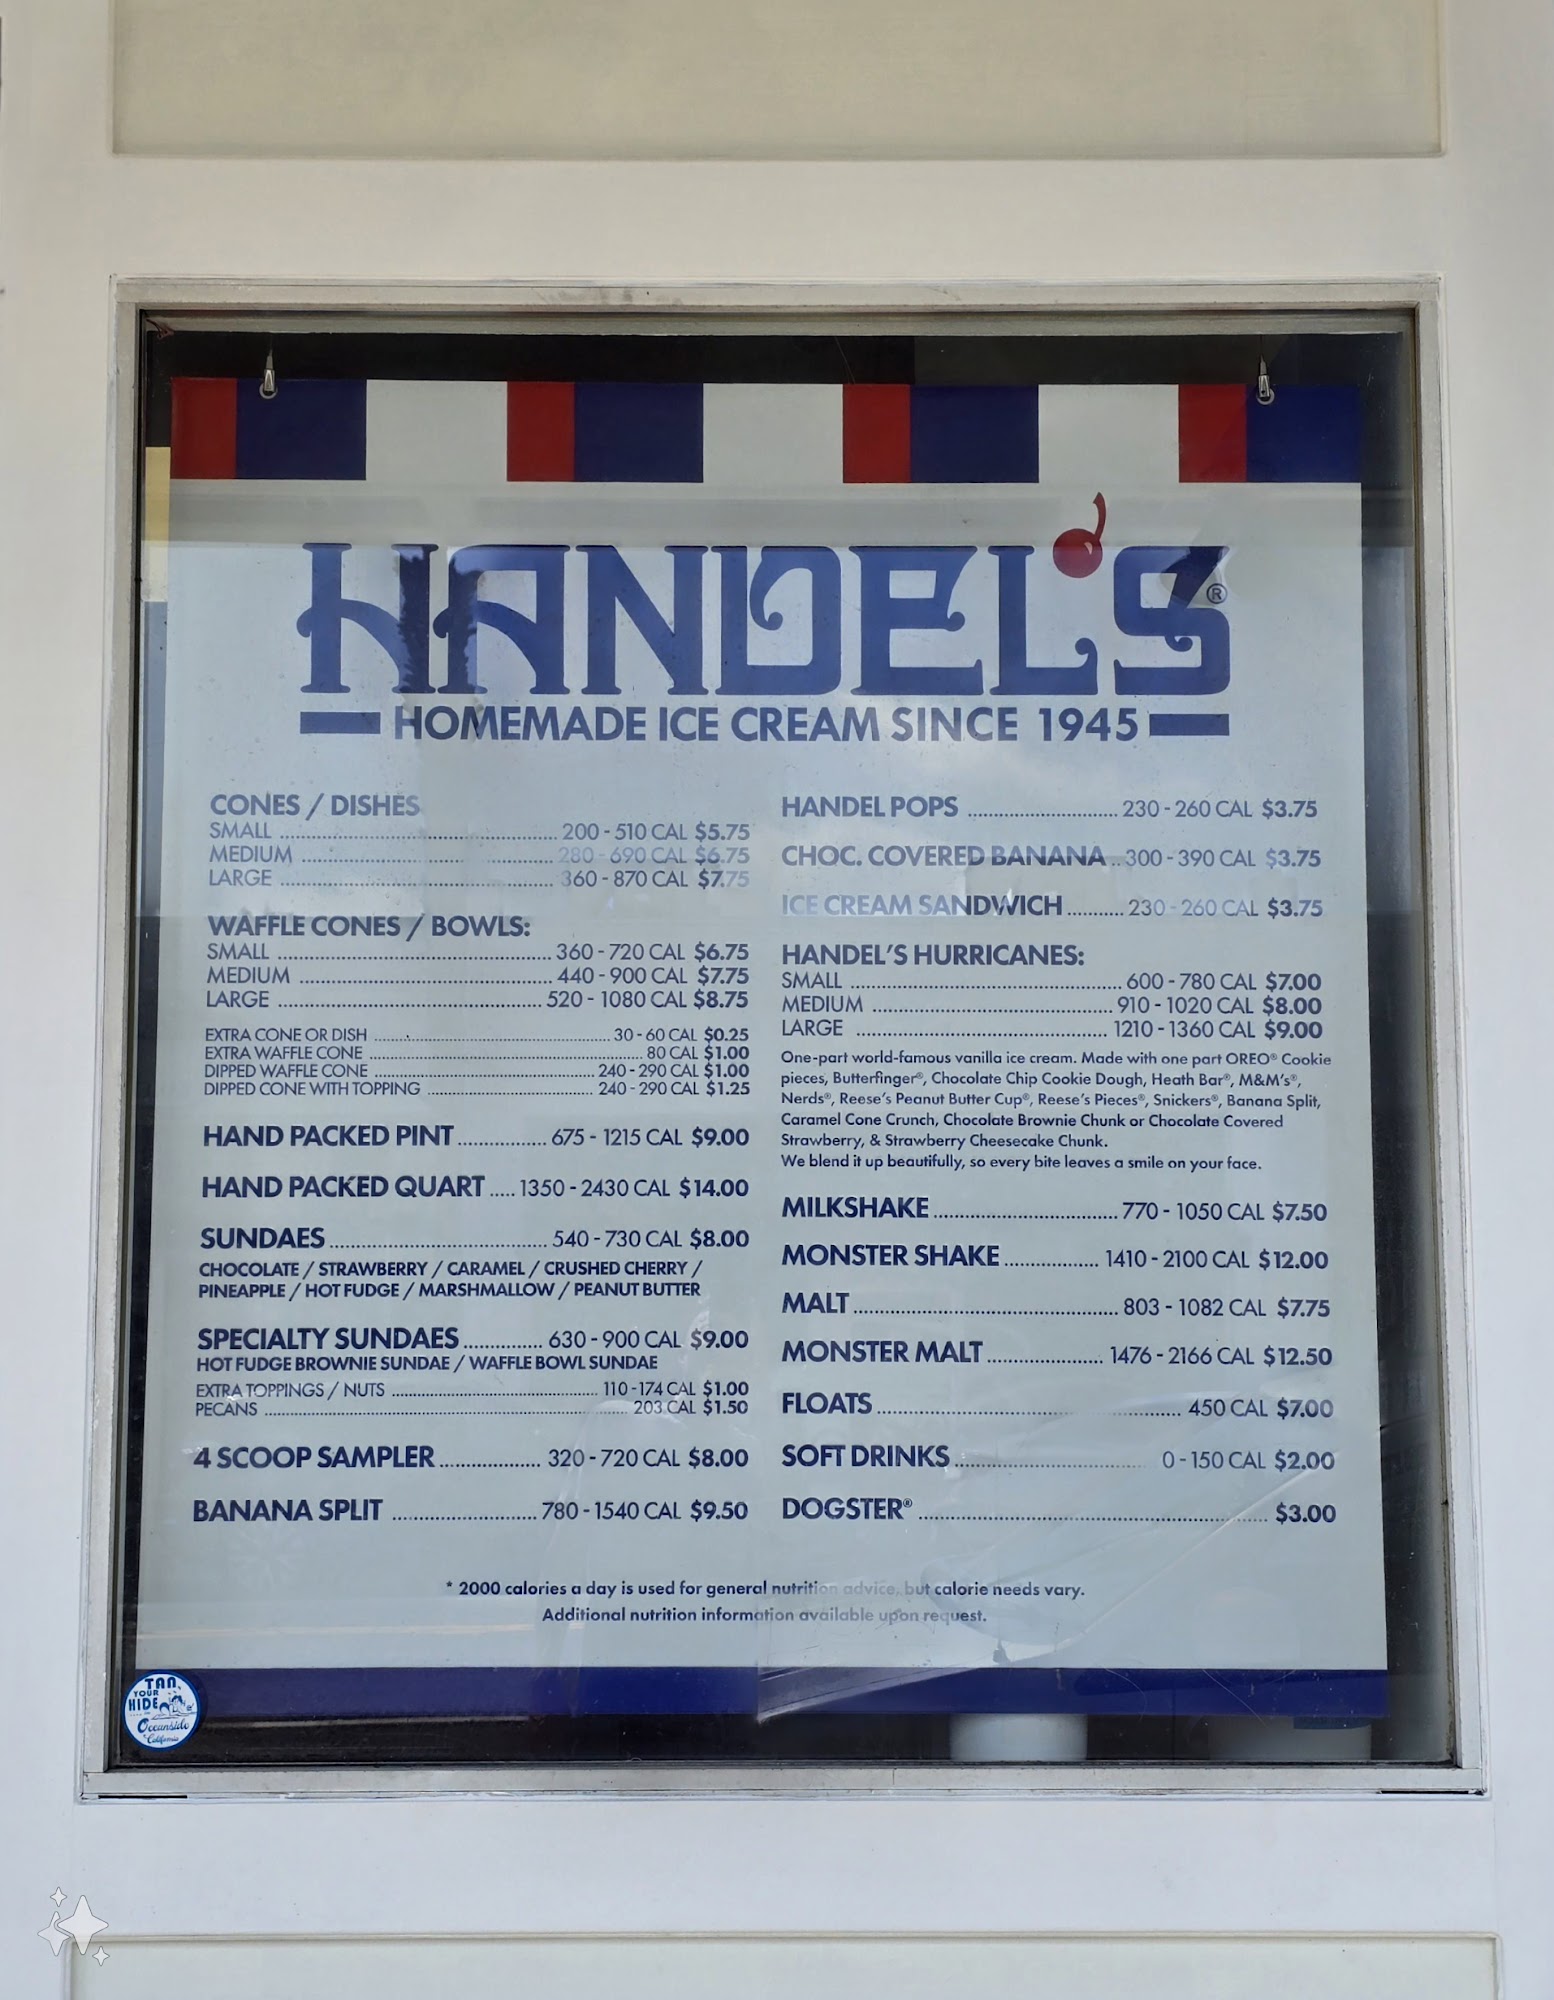 HANDEL'S®
HOMEMADE ICE CREAM SINCE 1945
CONES / DISHES
SMALL ........ 200 - 510 CAL $5.75
MEDIUM ........ 280 - 690 CAL $6.75
LARGE ........ 360 - 870 CAL $7.75
WAFFLE CONES / BOWLS:
SMALL ........ 360 - 720 CAL $6.75
MEDIUM ........ 440 - 900 CAL $7.75
LARGE ........ 520 - 1080 CAL $8.75
EXTRA CONE OR DISH ........ 30 - 60 CAL $0.25
EXTRA WAFFLE CONE ........ 80 CAL $1.00
DIPPED WAFFLE CONE ........ 240 - 290 CAL $1.00
DIPPED CONE WITH TOPPING ........ 240 - 290 CAL $1.25
HAND PACKED PINT ........ 675 - 1215 CAL $9.00
HAND PACKED QUART ..... 1350 - 2430 CAL $14.00
SUNDAES ........ 540 - 730 CAL $8.00
CHOCOLATE / STRAWBERRY / CARAMEL / CRUSHED CHERRY /
PINEAPPLE / HOT FUDGE / MARSHMALLOW / PEANUT BUTTER
SPECIALTY SUNDAES ........ 630 - 900 CAL $9.00
HOT FUDGE BROWNIE SUNDAE / WAFFLE BOWL SUNDAE
EXTRA TOPPINGS / NUTS ........ 110 - 174 CAL $1.00
PECANS ........ 203 CAL $1.50
4 SCOOP SAMPLER ........ 320 - 720 CAL $8.00
BANANA SPLIT ........ 780 - 1540 CAL $9.50
HANDEL POPS ........ 230 - 260 CAL $3.75
CHOC. COVERED BANANA .. 300 - 390 CAL $3.75
ICE CREAM SANDWICH ........ 230 - 260 CAL $3.75
HANDEL'S HURRICANES:
SMALL ........ 600 - 780 CAL $7.00
MEDIUM ........ 910 - 1020 CAL $8.00
LARGE ........ 1210 - 1360 CAL $9.00
One-part world-famous vanilla ice cream. Made with one part OREO® Cookie
pieces, Butterfinger®, Chocolate Chip Cookie Dough, Heath Bar®, M&M's®,
Nerds®, Reese's Peanut Butter Cup®, Reese's Pieces®, Snickers®, Banana Split,
Caramel Cone Crunch, Chocolate Brownie Chunk or Chocolate Covered
Strawberry, & Strawberry Cheesecake Chunk.
We blend it up beautifully, so every bite leaves a smile on your face.
MILKSHAKE ........ 770 - 1050 CAL $7.50
MONSTER SHAKE ........ 1410 - 2100 CAL $12.00
MALT ........ 803 - 1082 CAL $7.75
MONSTER MALT ........ 1476 - 2166 CAL $12.50
FLOATS ........ 450 CAL $7.00
SOFT DRINKS ........ 0 - 150 CAL $2.00
DOGSTER® ........ $3.00
* 2000 calories a day is used for general nutrition advice, but calorie needs vary.
Additional nutrition information available upon request.
TAN
YOUR
HIDE
Oceanside
California